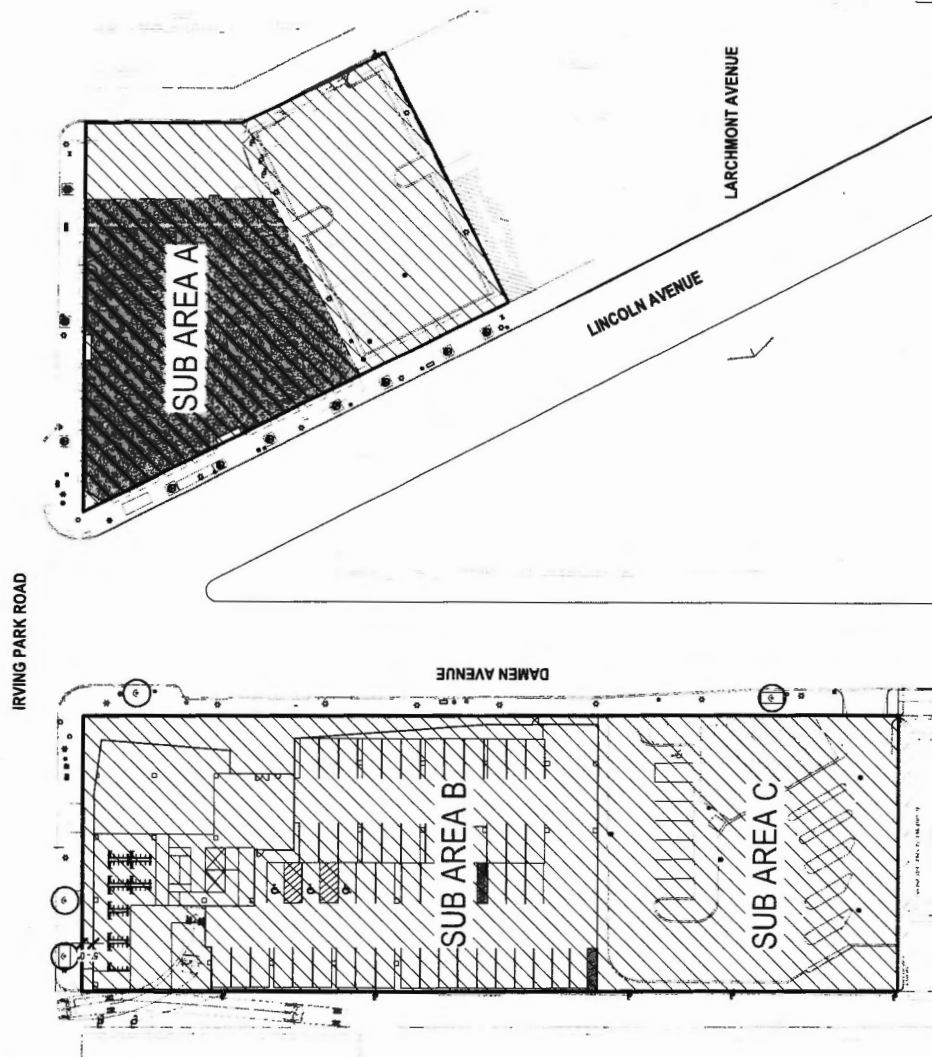 LARCHMONT AVENUE
SUB AREA A
LINCOLN AVENUE
IRVING PARK ROAD
DAMEN AVENUE
SUB AREA B
SUB AREA C